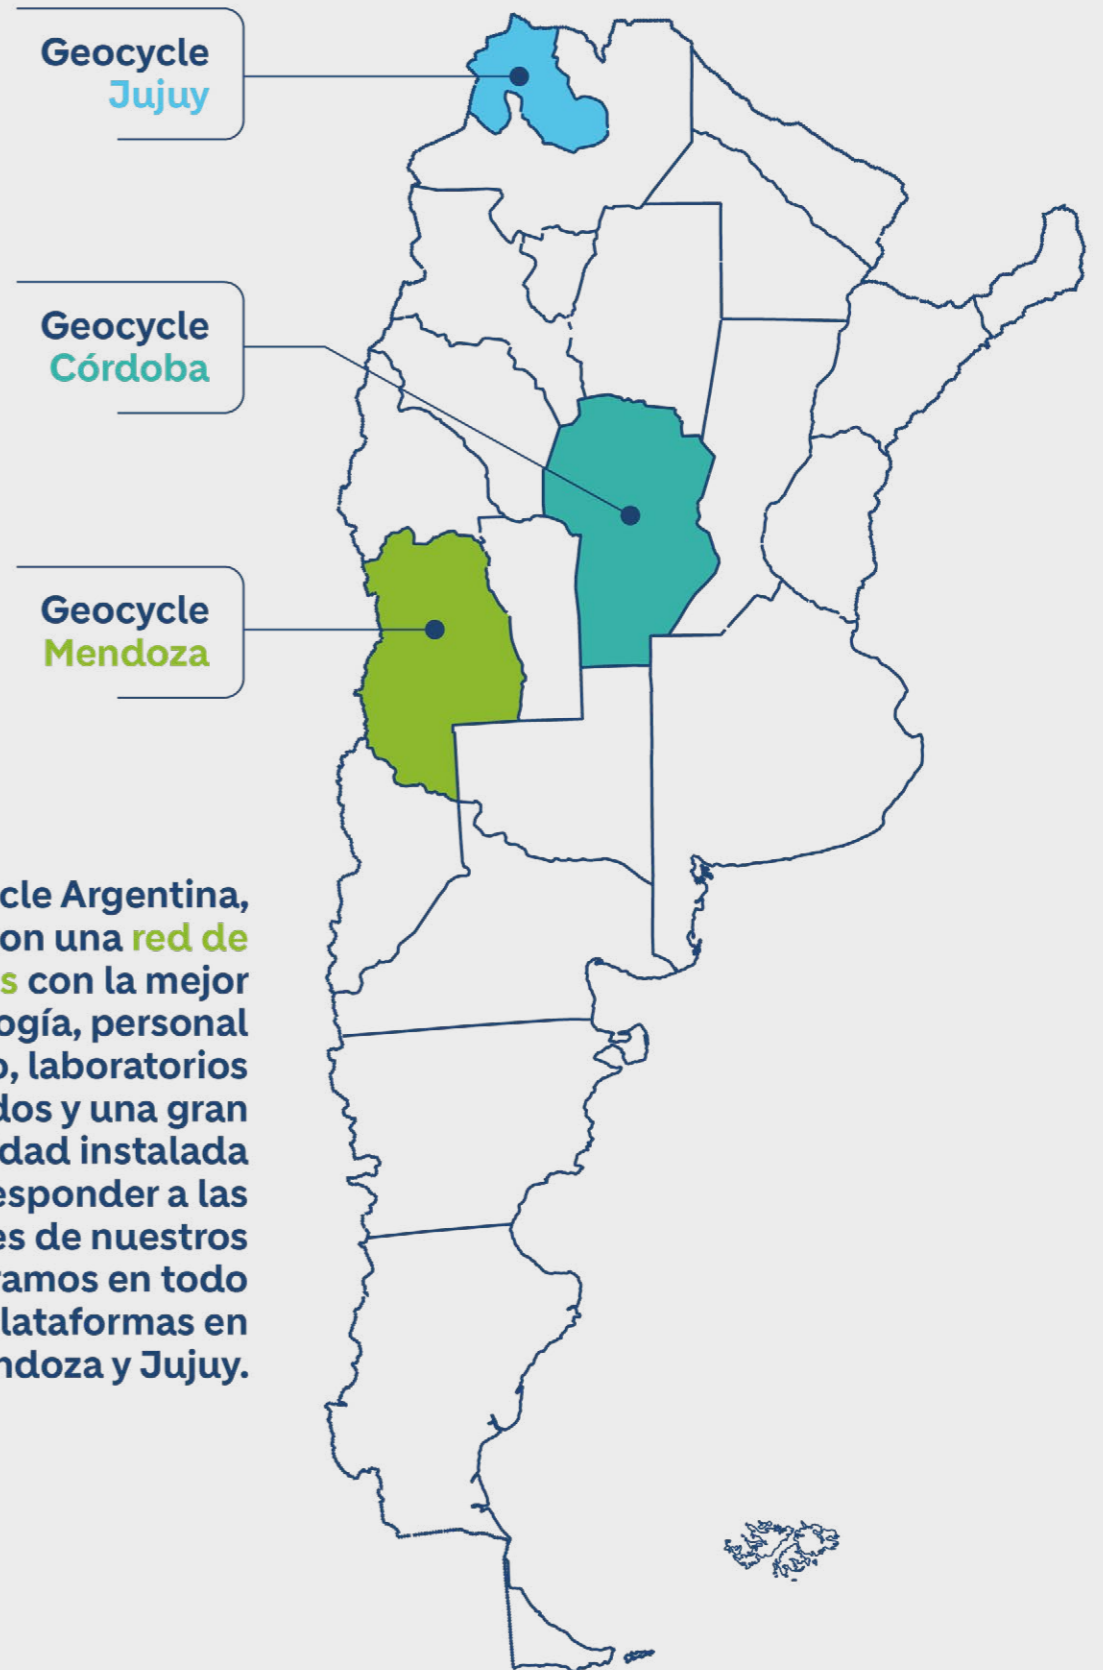 Geocycle
Jujuy
Geocycle
Córdoba
Geocycle
Mendoza
cle Argentina,
on una red de
s con la mejor
ogía, personal
o, laboratorios
dos y una gran
dad instalada
esponder a las
es de nuestros
ramos en todo
lataformas en
ndoza y Jujuy.